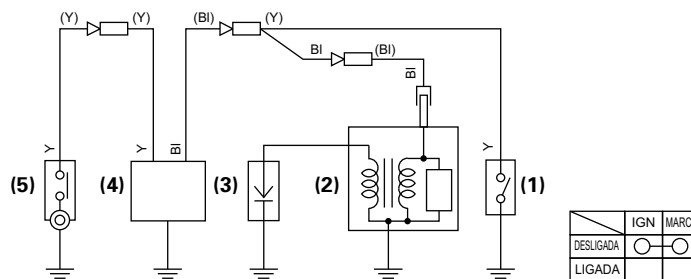 (Y) (Y) (Bl) (Y)
Bl (Bl)
Bl
Y Y Bl Y
(5) (4) (3) (2) (1)
IGN MARC
DESLIGADA
LIGADA